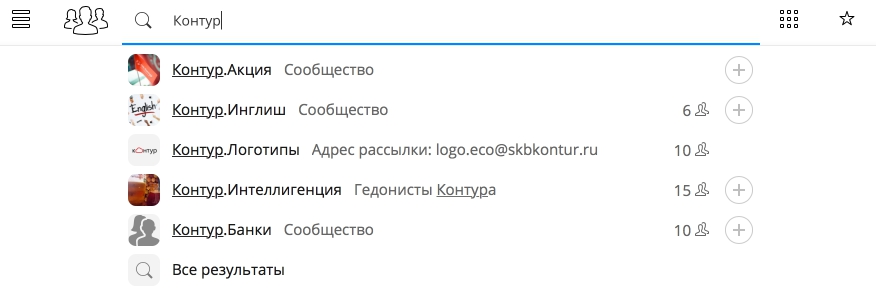 Контур
Контур.Акция Сообщество
English
Контур.Инглиш Сообщество 6
контур
Контур.Логотипы Адрес рассылки: logo.eco@skbkontur.ru 10
Контур.Интеллигенция Гедонисты Контура 15
Контур.Банки Сообщество 10
Все результаты